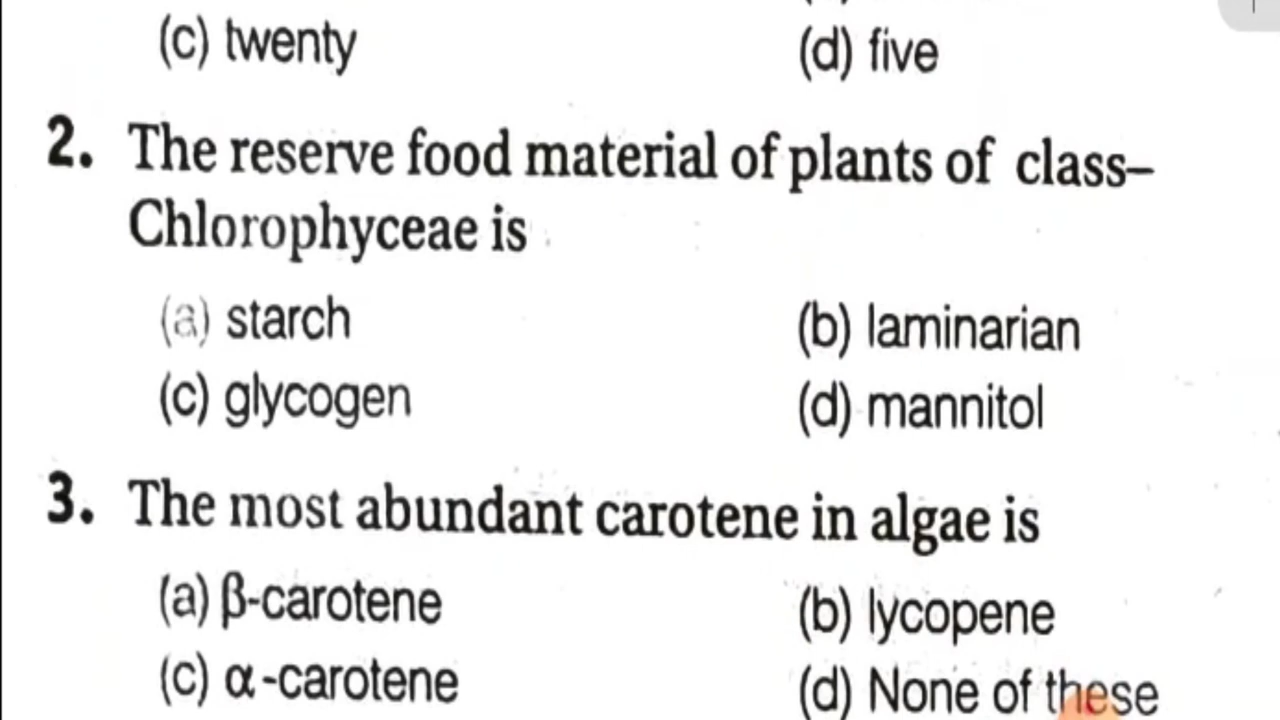 (c) twenty (d) five
2. The reserve food material of plants of class–
Chlorophyceae is
(a) starch (b) laminarian
(c) glycogen (d) mannitol
3. The most abundant carotene in algae is
(a) β-carotene (b) lycopene
(c) α-carotene (d) None of these